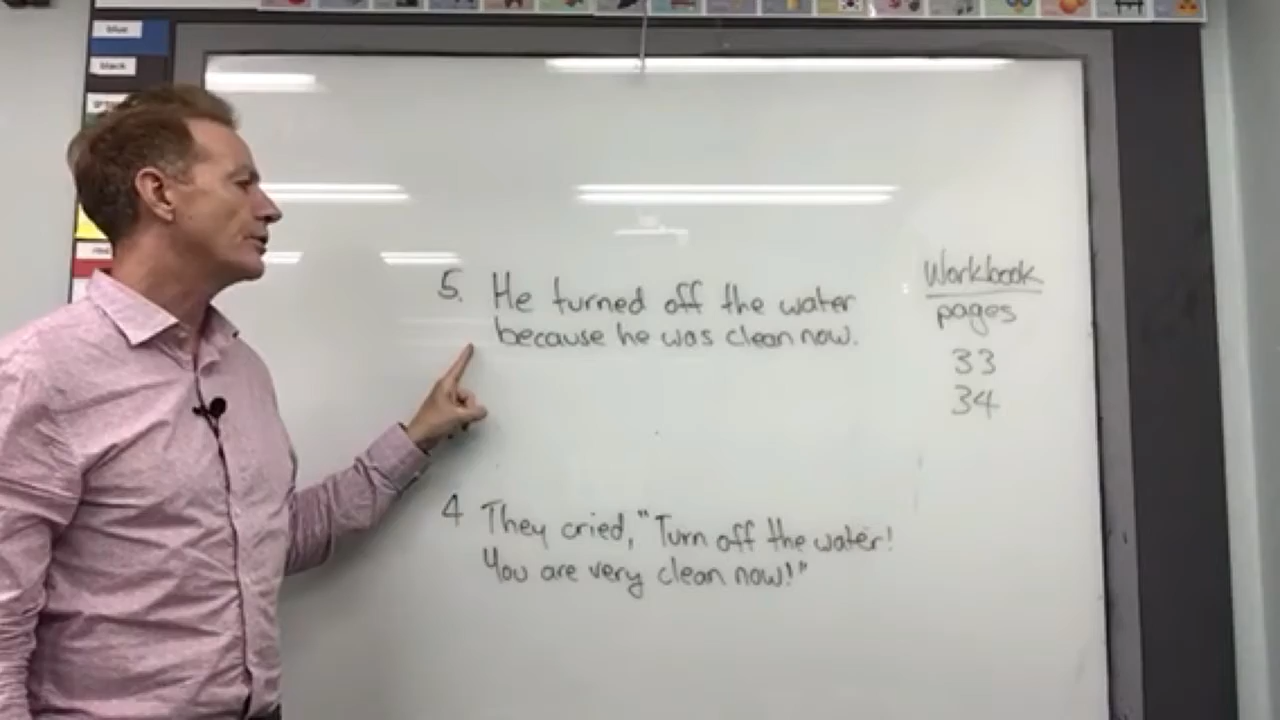 blue
black
5. He turned off the water
because he was clean now.
Workbook
pages
33
34
4 They cried, "Turn off the water!
You are very clean now!"